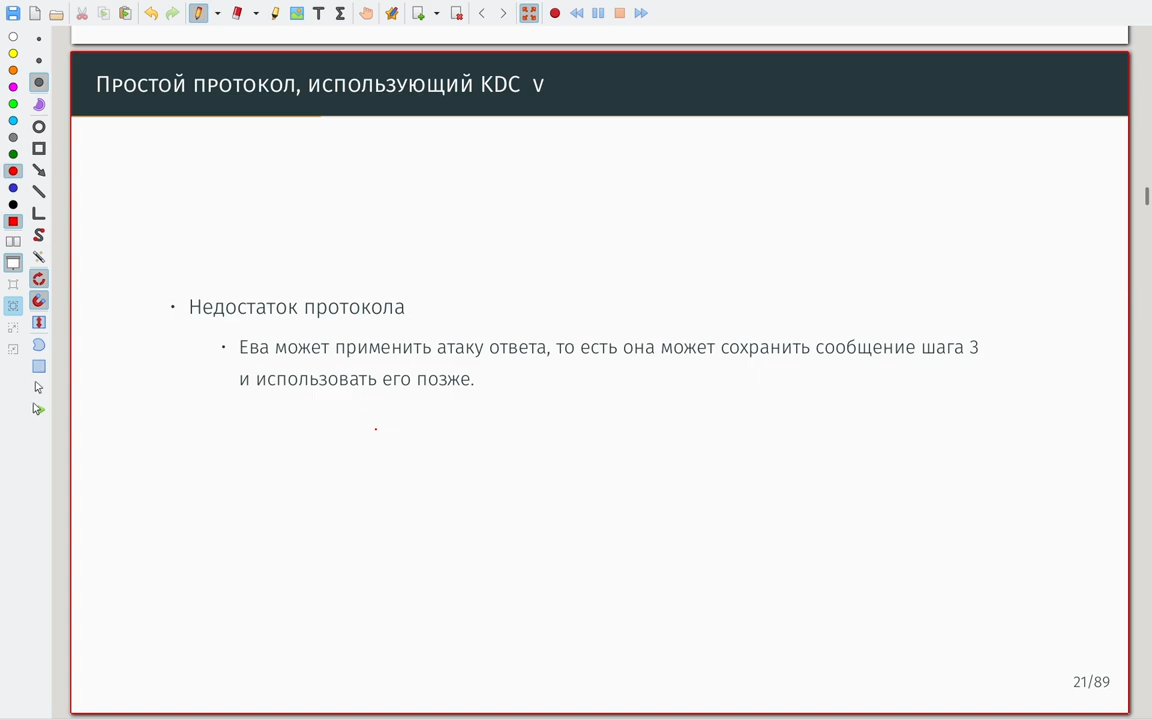 Простой протокол, использующий KDC v
• Недостаток протокола
• Ева может применить атаку ответа, то есть она может сохранить сообщение шага 3
и использовать его позже.
21/89